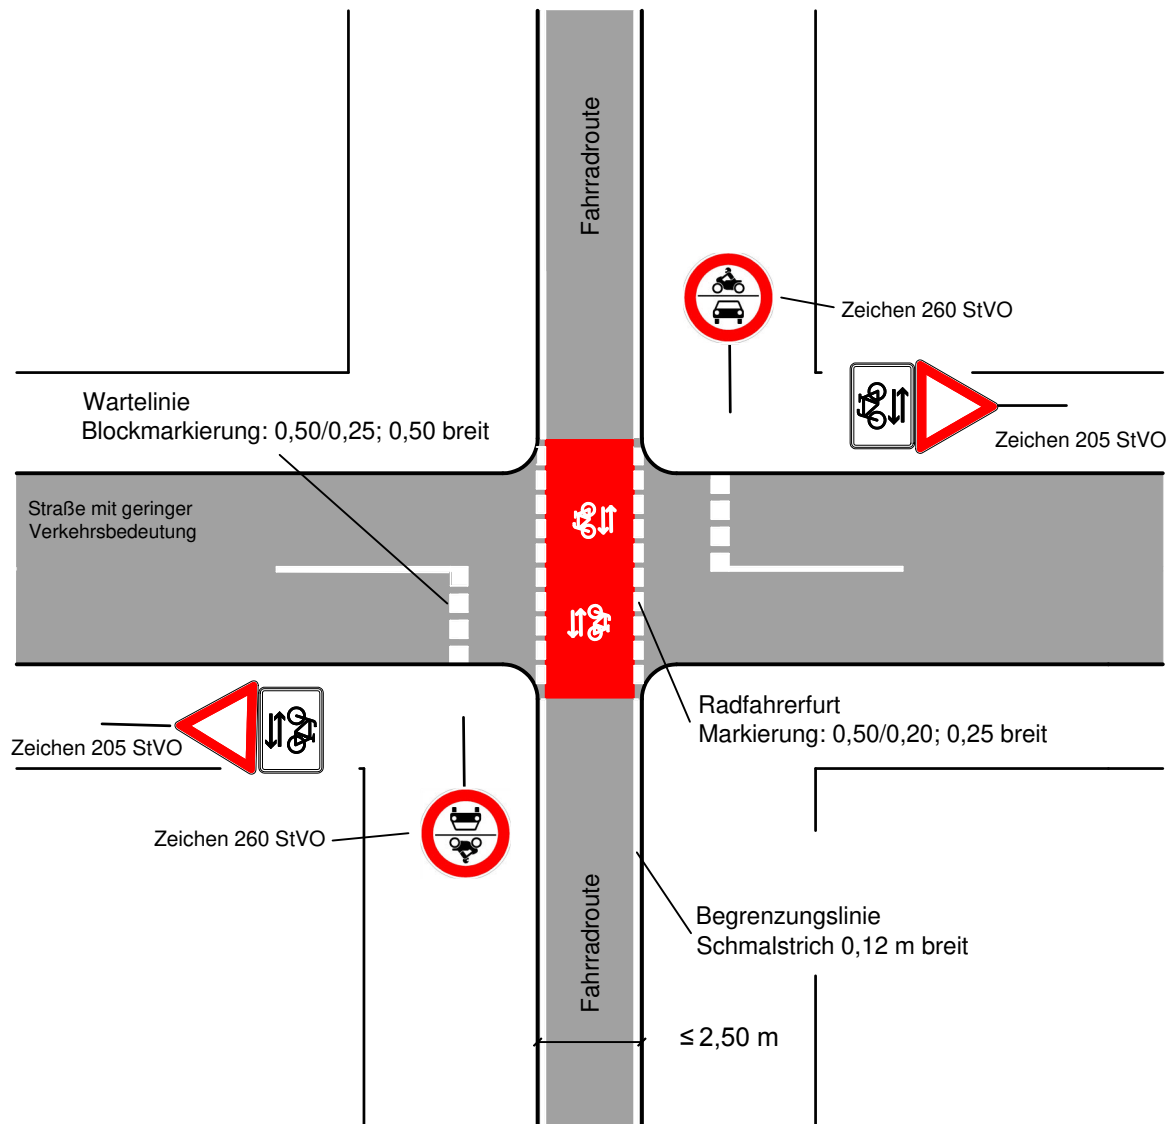 Fahrradroute
Zeichen 260 StVO
Wartelinie
Blockmarkierung: 0,50/0,25; 0,50 breit
Zeichen 205 StVO
Straße mit geringer
Verkehrsbedeutung
Radfahrerfurt
Markierung: 0,50/0,20; 0,25 breit
Zeichen 205 StVO
Zeichen 260 StVO
Begrenzungslinie
Schmalstrich 0,12 m breit
Fahrradroute
≤ 2,50 m